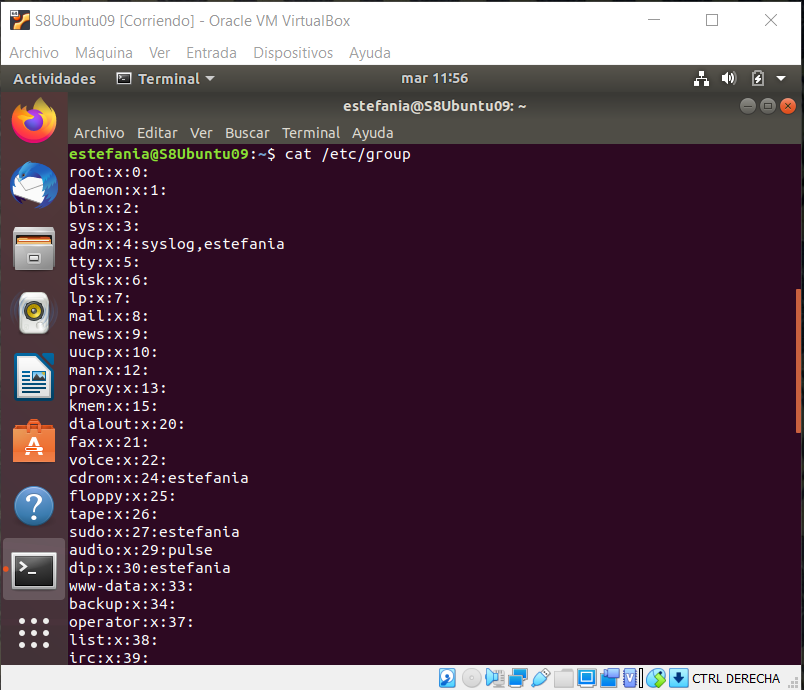 S8Ubuntu09 [Corriendo] - Oracle VM VirtualBox
Archivo Máquina Ver Entrada Dispositivos Ayuda
Actividades Terminal mar 11:56
estefania@S8Ubuntu09: ~
Archivo Editar Ver Buscar Terminal Ayuda
estefania@S8Ubuntu09:~$ cat /etc/group
root:x:0:
daemon:x:1:
bin:x:2:
sys:x:3:
adm:x:4:syslog,estefania
tty:x:5:
disk:x:6:
lp:x:7:
mail:x:8:
news:x:9:
uucp:x:10:
man:x:12:
proxy:x:13:
kmem:x:15:
dialout:x:20:
fax:x:21:
voice:x:22:
cdrom:x:24:estefania
floppy:x:25:
tape:x:26:
sudo:x:27:estefania
audio:x:29:pulse
dip:x:30:estefania
www-data:x:33:
backup:x:34:
operator:x:37:
list:x:38:
irc:x:39:
CTRL DERECHA